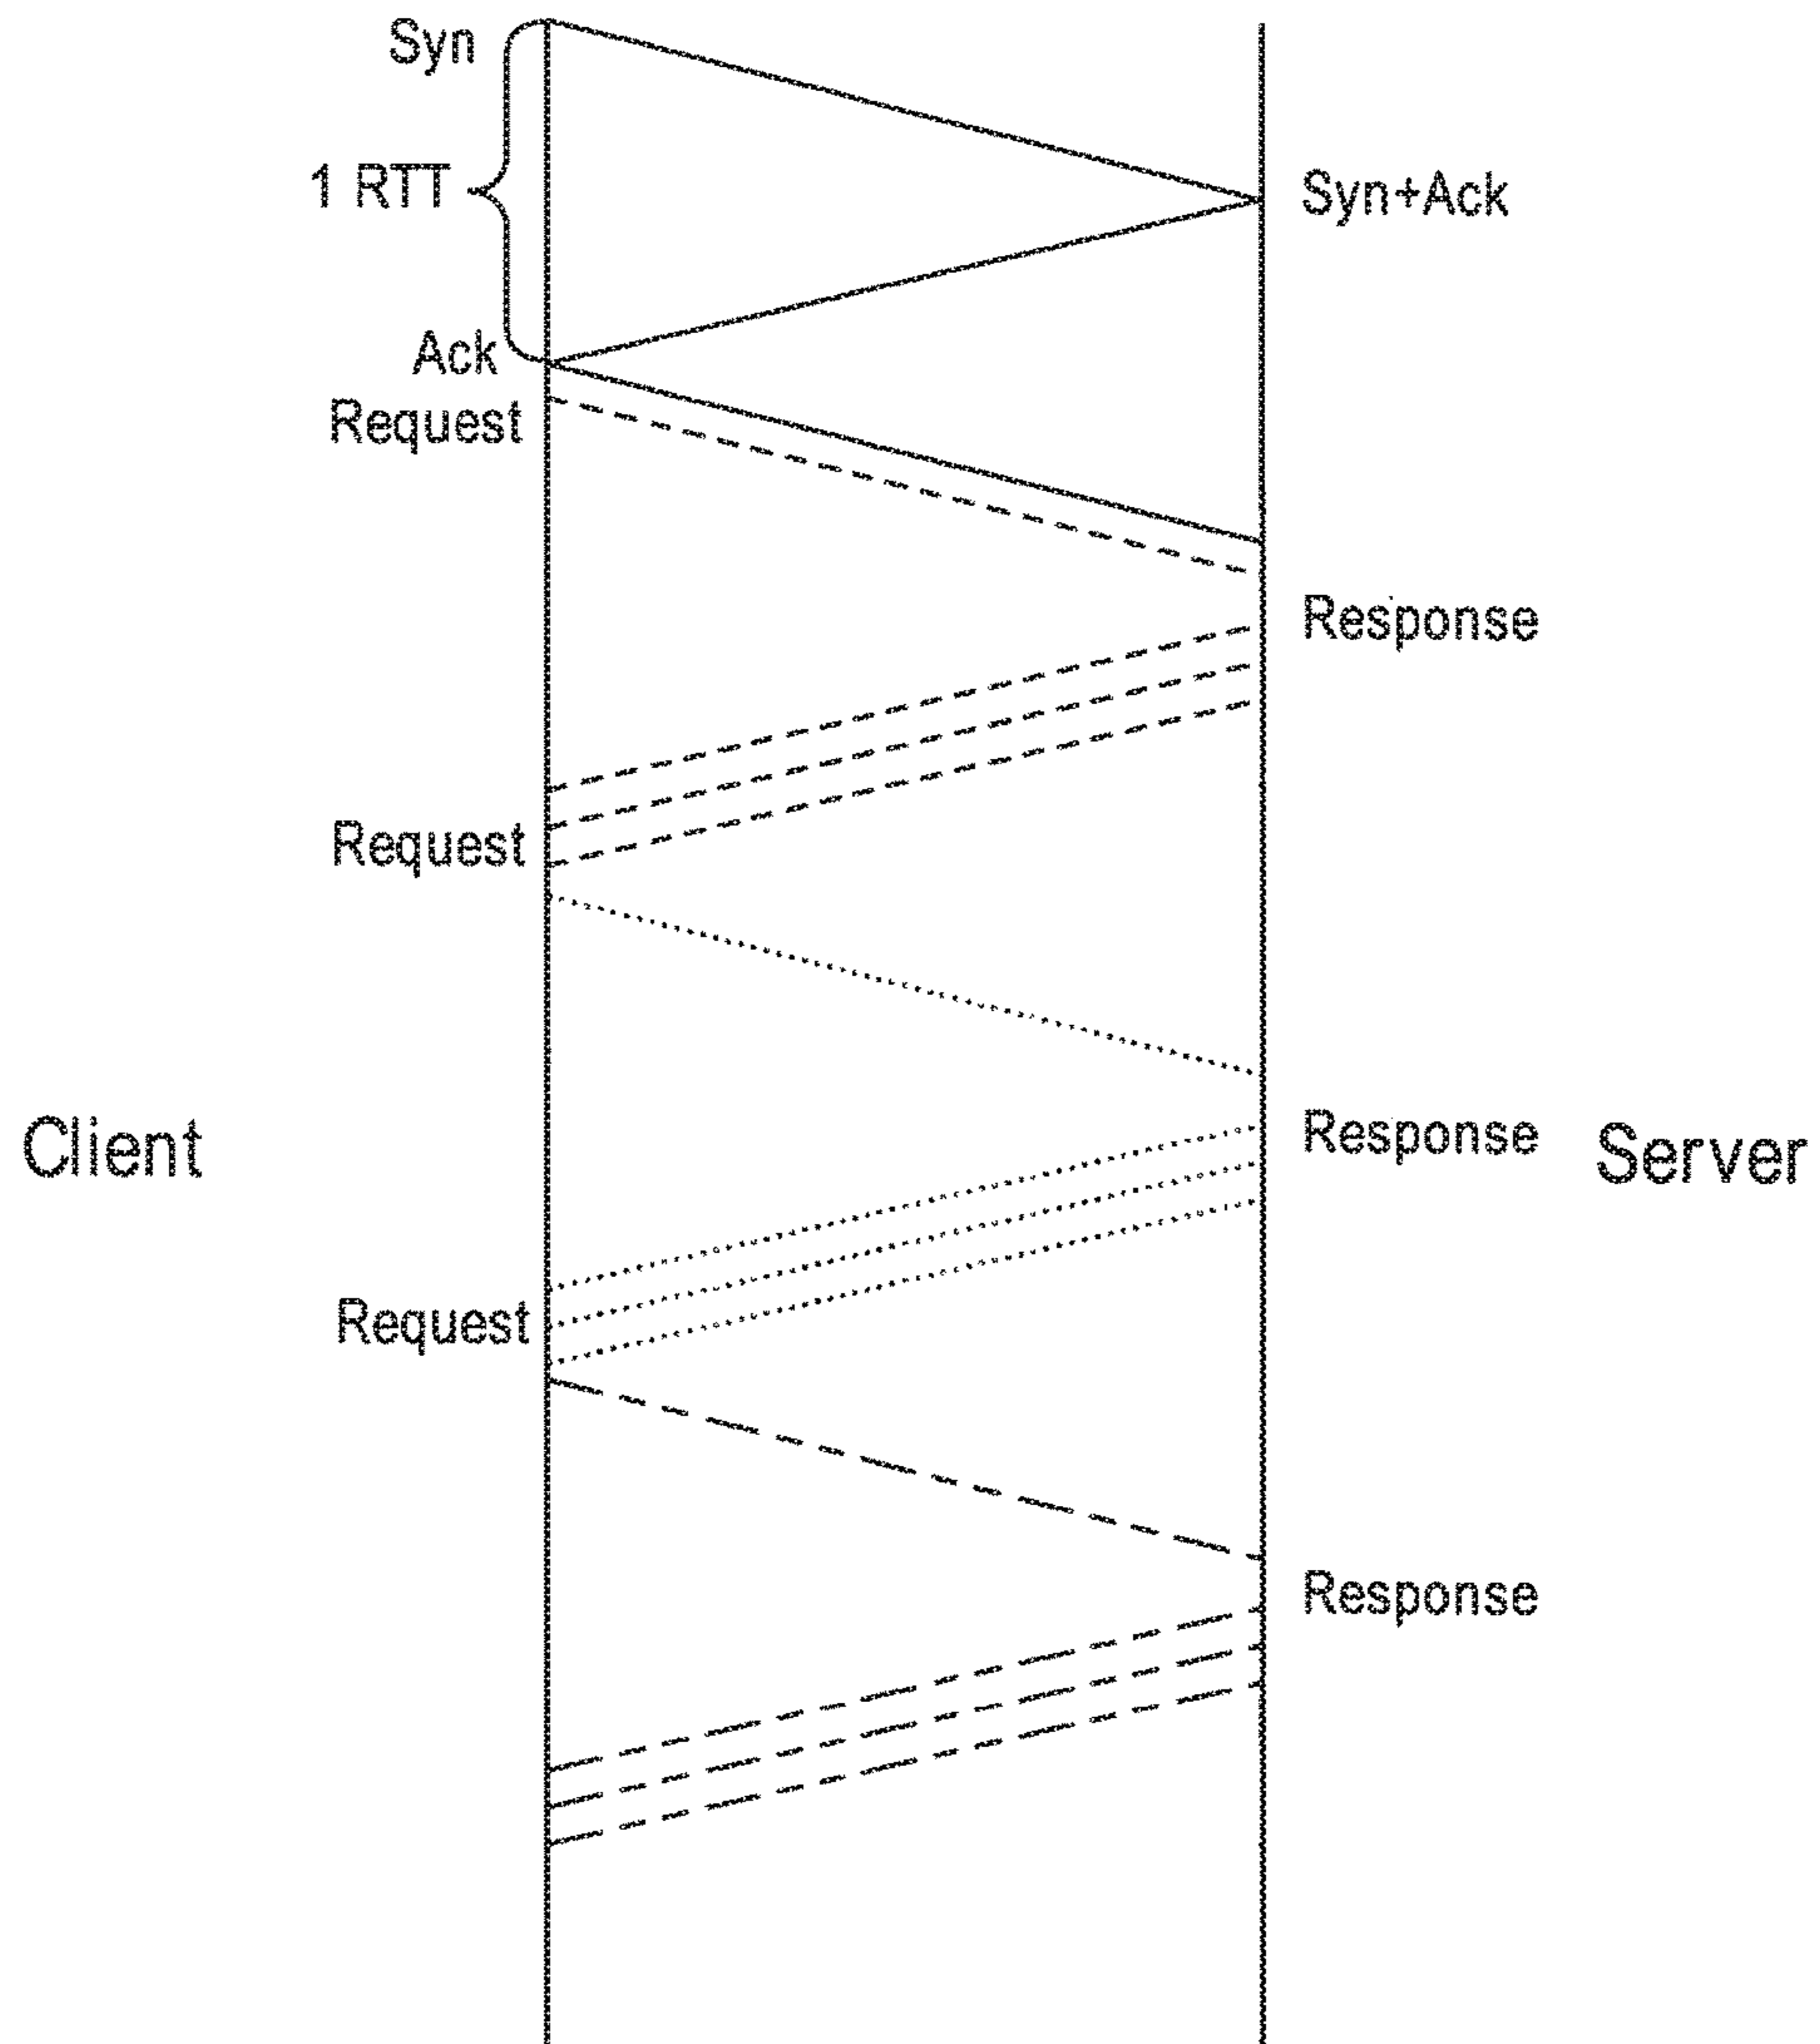 Syn
1 RTT
Syn+Ack
Ack
Request
Response
Request
Client
Response
Server
Request
Response